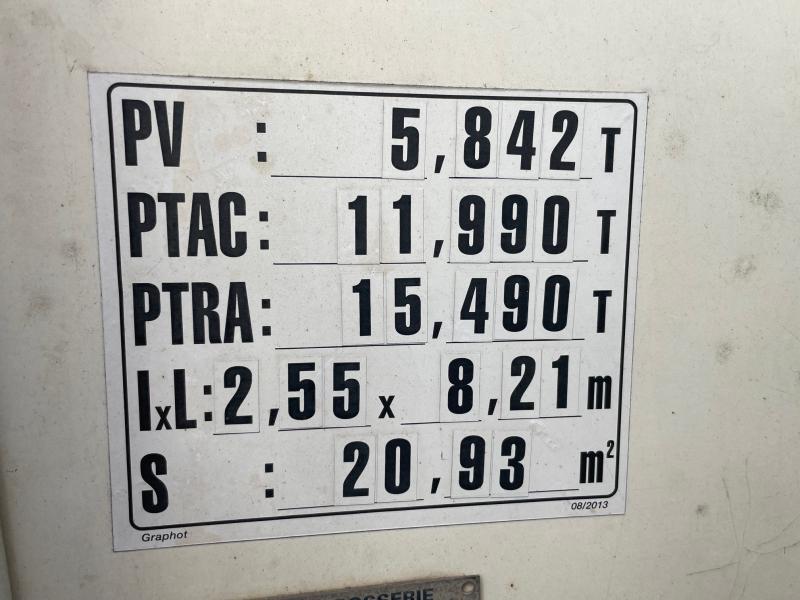 PV : 5,842 T
PTAC: 11,990 T
PTRA: 15,490 T
lxL: 2,55 x 8,21 m
S : 20,93 m²
Graphot 08/2013